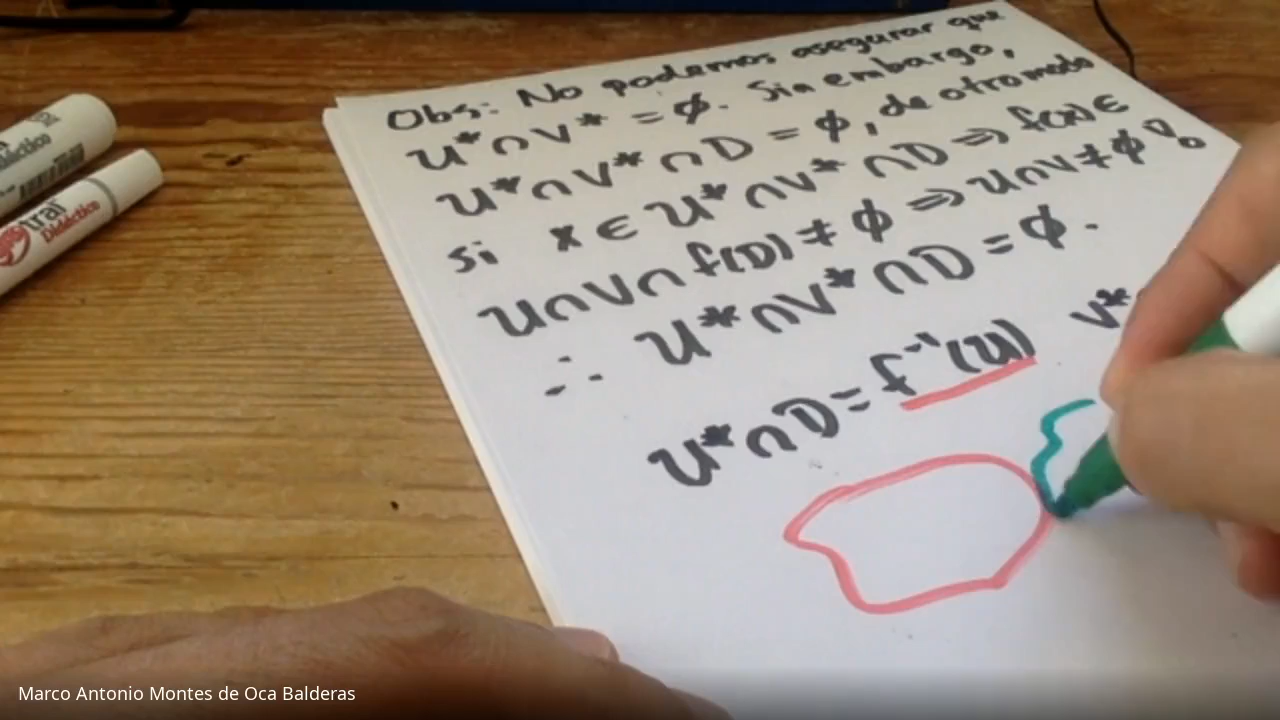 Obs: No podemos asegurar que
U* ∩ V* = ∅. Sin embargo,
U* ∩ V* ∩ D = ∅, de otro modo
si x ∈ U* ∩ V* ∩ D ⇒ f(x) ∈
U ∩ V ∩ f(D) ≠ ∅ ⇒ U ∩ V ≠ ∅ !
∴ U* ∩ V* ∩ D = ∅.
U* ∩ D = f⁻¹(U) V*
Didáctico
Marco Antonio Montes de Oca Balderas